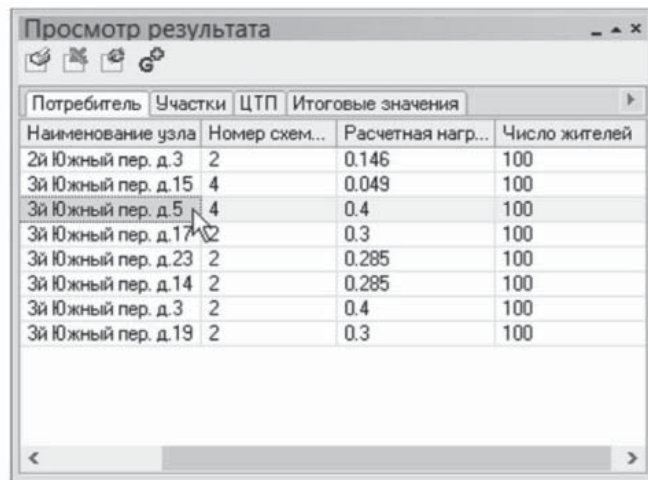 Просмотр результата
Потребитель Участки ЦТП Итоговые значения
Наименование узла Номер схем... Расчетная нагр... Число жителей
2й Южный пер. д.3 2 0.146 100
3й Южный пер. д.15 4 0.049 100
3й Южный пер. д.5 4 0.4 100
3й Южный пер. д.17 2 0.3 100
3й Южный пер. д.23 2 0.285 100
3й Южный пер. д.14 2 0.285 100
3й Южный пер. д.3 2 0.4 100
3й Южный пер. д.19 2 0.3 100